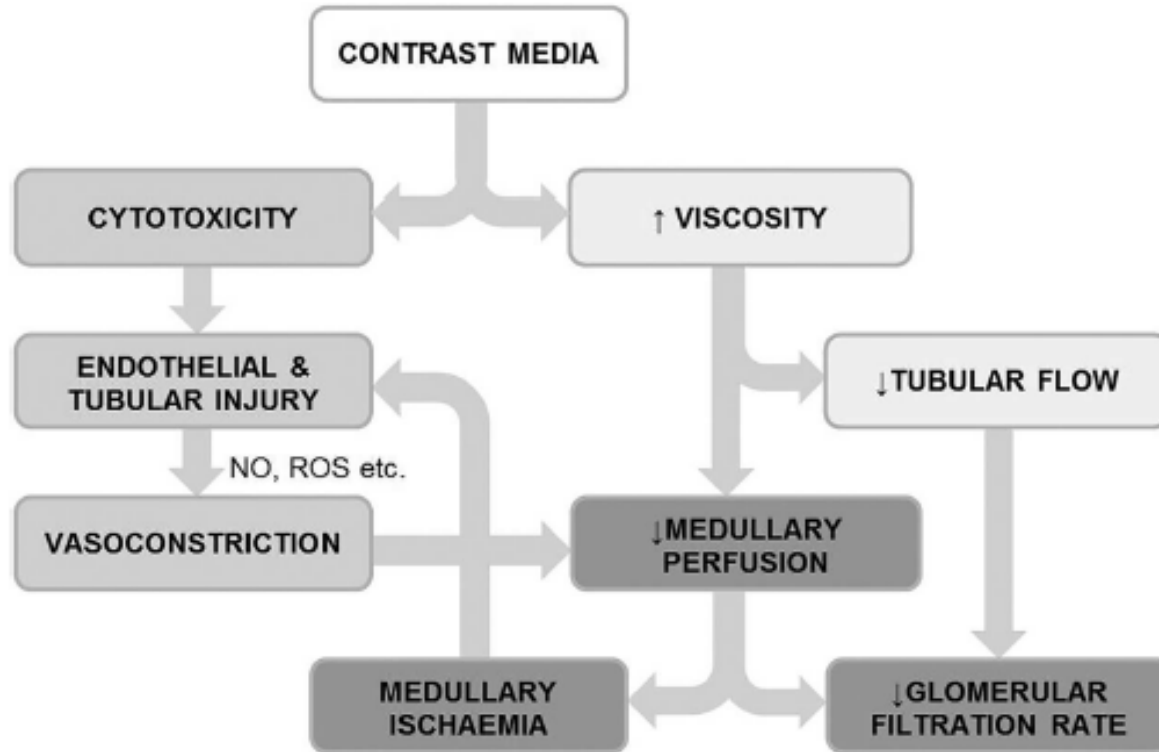 CONTRAST MEDIA
CYTOTOXICITY
↑ VISCOSITY
ENDOTHELIAL &
TUBULAR INJURY
↓TUBULAR FLOW
NO, ROS etc.
VASOCONSTRICTION
↓MEDULLARY
PERFUSION
MEDULLARY
ISCHAEMIA
↓GLOMERULAR
FILTRATION RATE